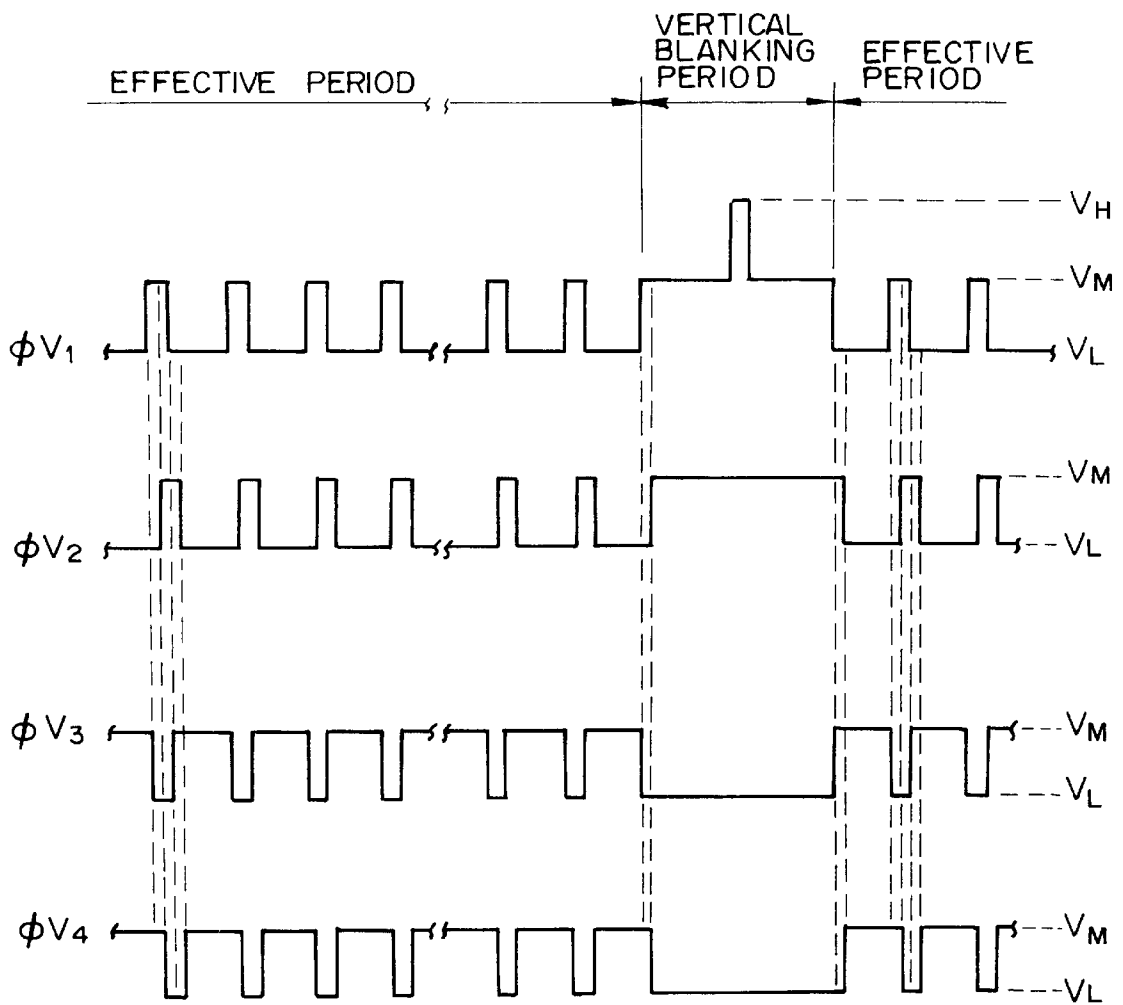 VERTICAL
BLANKING
PERIOD
EFFECTIVE PERIOD
EFFECTIVE
PERIOD
VH
VM
ϕV1
VL
VM
ϕV2
VL
ϕV3
VM
VL
ϕV4
VM
VL